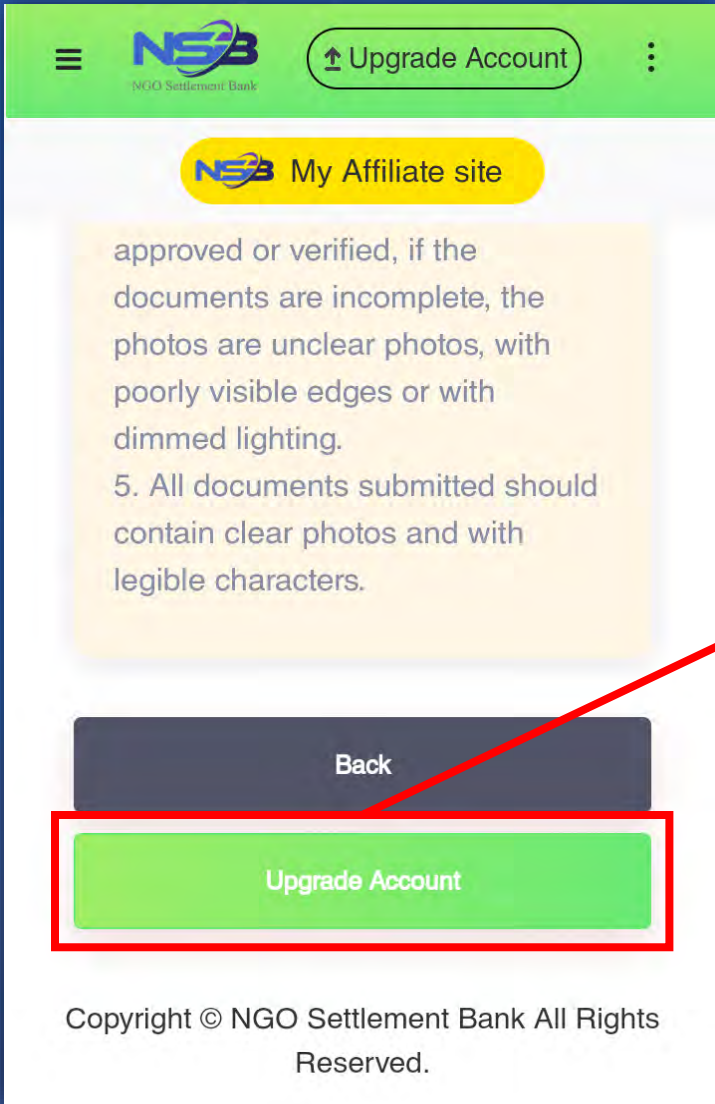 NSB
NGO Settlement Bank
Upgrade Account
NSB My Affiliate site
approved or verified, if the
documents are incomplete, the
photos are unclear photos, with
poorly visible edges or with
dimmed lighting.
5. All documents submitted should
contain clear photos and with
legible characters.
Back
Upgrade Account
Copyright © NGO Settlement Bank All Rights
Reserved.